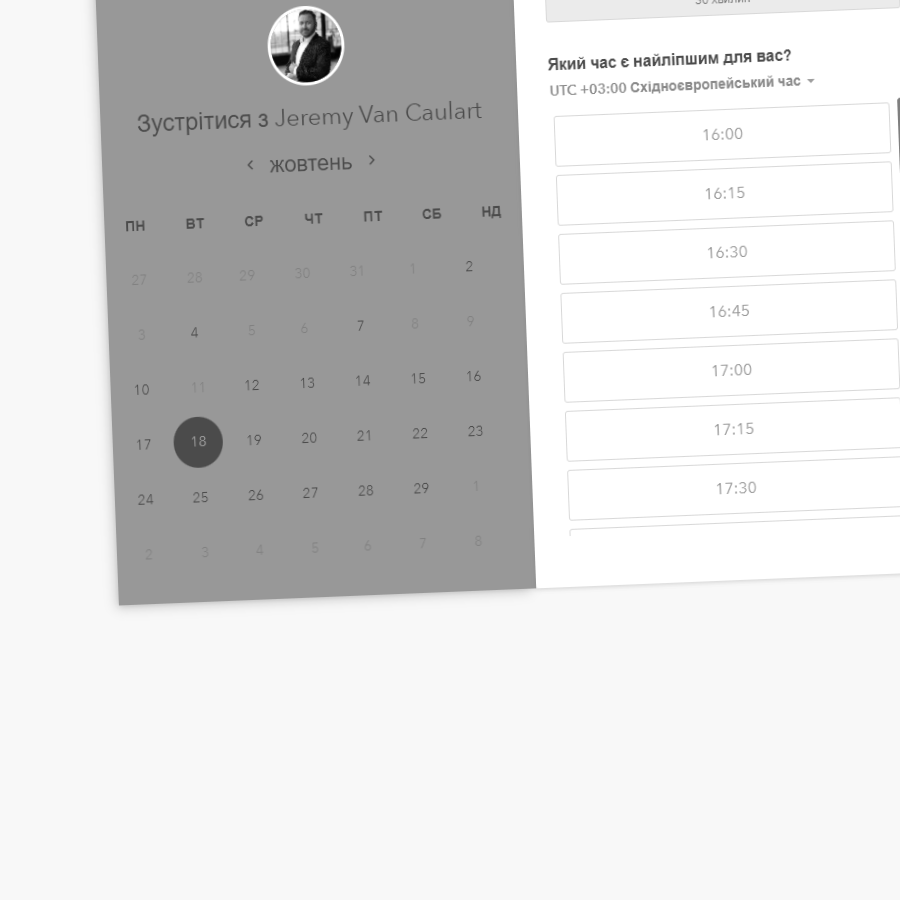 Зустрітися з Jeremy Van Caulart
жовтень
ПН ВТ СР ЧТ ПТ СБ НД
27 28 29 30 31 1 2
3 4 5 6 7 8 9
10 11 12 13 14 15 16
17 18 19 20 21 22 23
24 25 26 27 28 29 1
2 3 4 5 6 7 8
30 хвилин
Який час є найліпшим для вас?
UTC +03:00 Східноєвропейський час
16:00
16:15
16:30
16:45
17:00
17:15
17:30